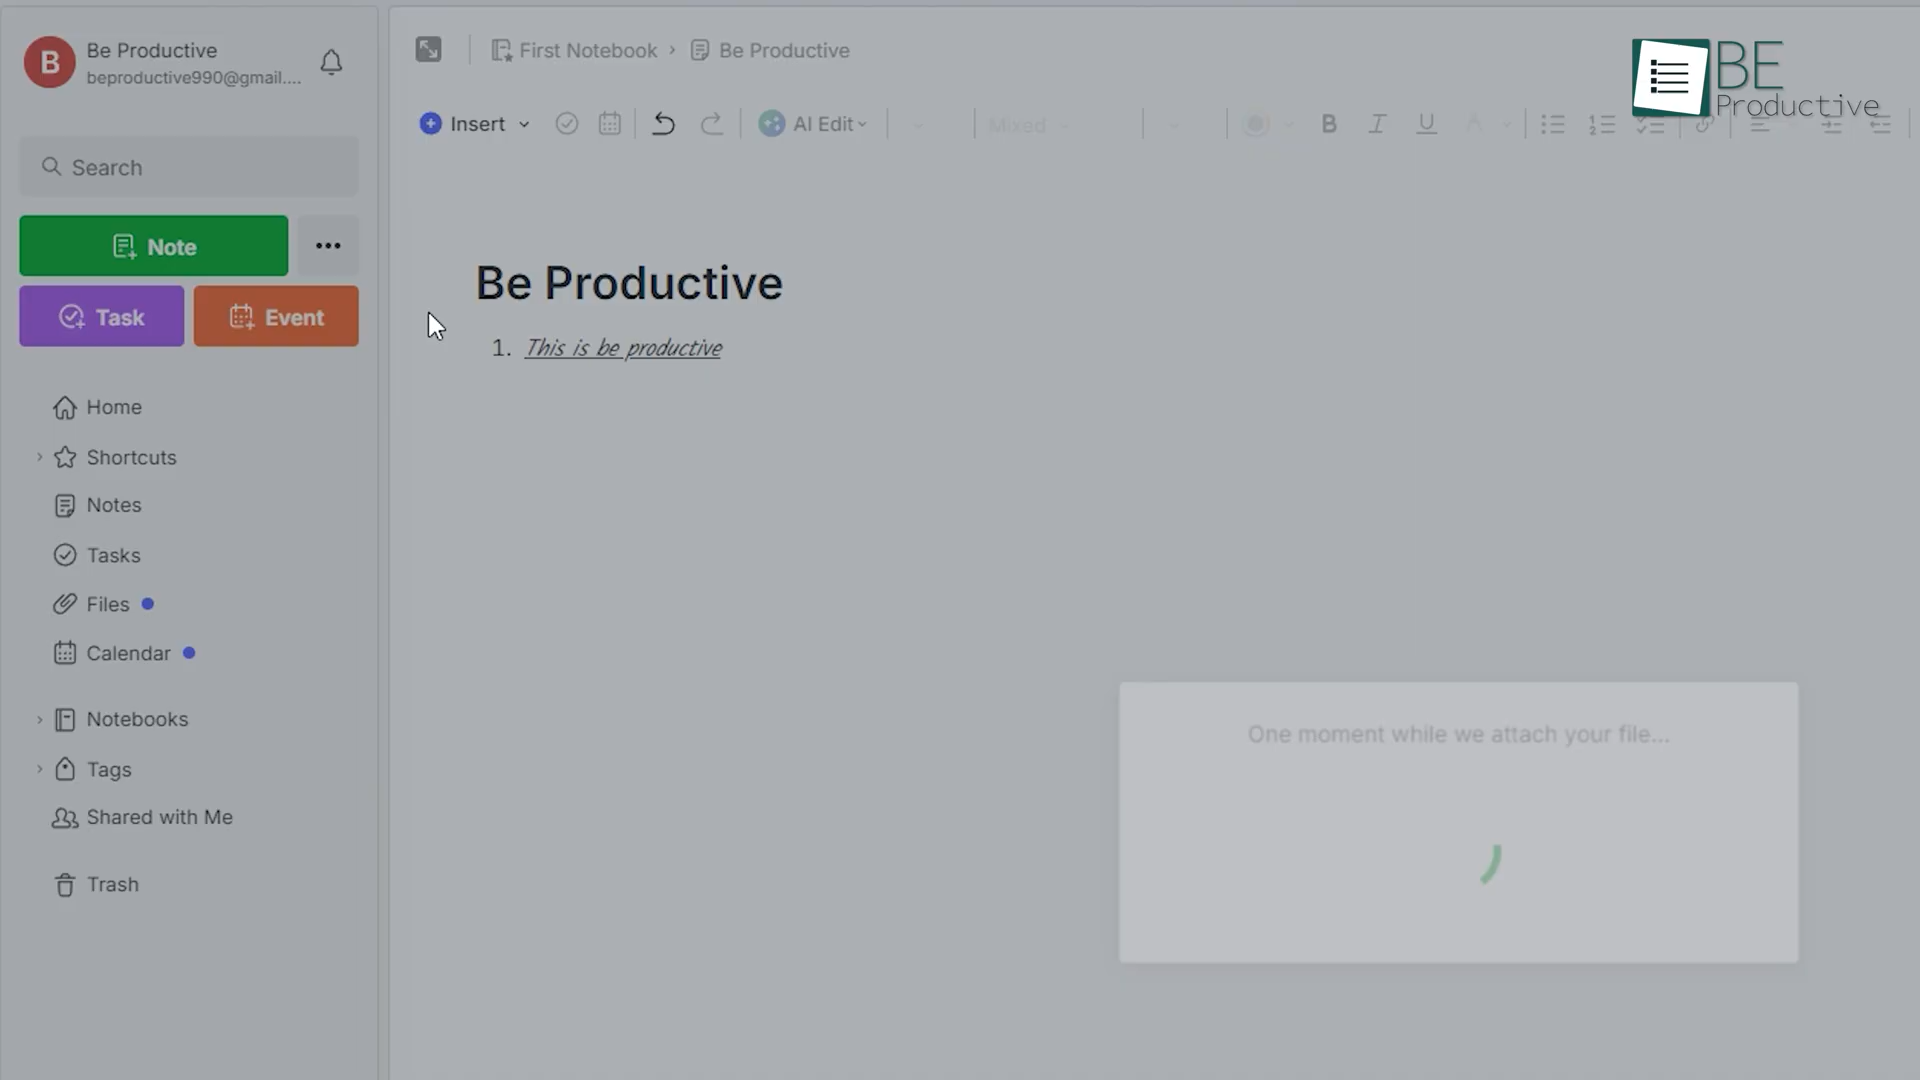 B
Be Productive
beproductive990@gmail....
Search
Note
Task
Event
Home
Shortcuts
Notes
Tasks
Files
Calendar
Notebooks
Tags
Shared with Me
Trash
First Notebook › Be Productive
Insert
AI Edit
Mixed
B I U A
BE
Productive
Be Productive
1. This is be productive
One moment while we attach your file...